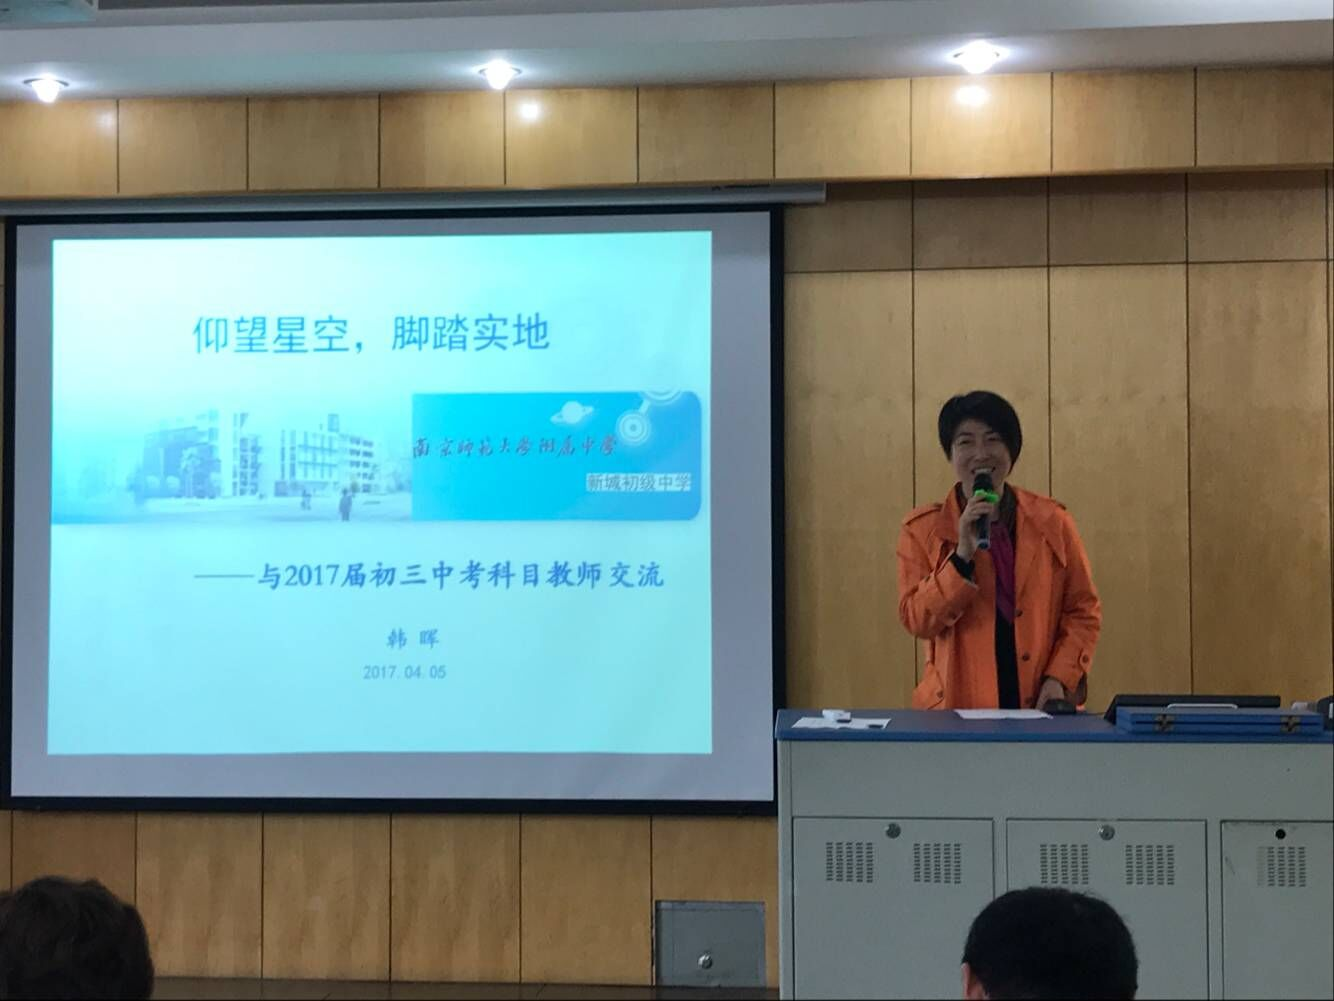 仰望星空，脚踏实地
南京师范大学附属中学
新城初级中学
——与2017届初三中考科目教师交流
韩 晖
2017.04.05